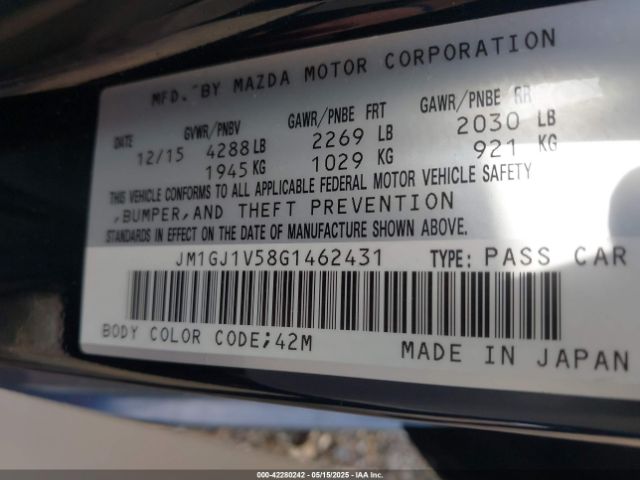 MFD. BY MAZDA MOTOR CORPORATION
DATE GVWR/PNBV GAWR/PNBE FRT GAWR/PNBE RR
12/15 4288 LB 2269 LB 2030 LB
1945 KG 1029 KG 921 KG
THIS VEHICLE CONFORMS TO ALL APPLICABLE FEDERAL MOTOR VEHICLE SAFETY
,BUMPER,AND THEFT PREVENTION
STANDARDS IN EFFECT ON THE DATE OF MANUFACTURE SHOWN ABOVE.
JM1GJ1V58G1462431 TYPE: PASS CAR
BODY COLOR CODE;42M
MADE IN JAPAN
000-42280242 - 05/15/2025 - IAA Inc.